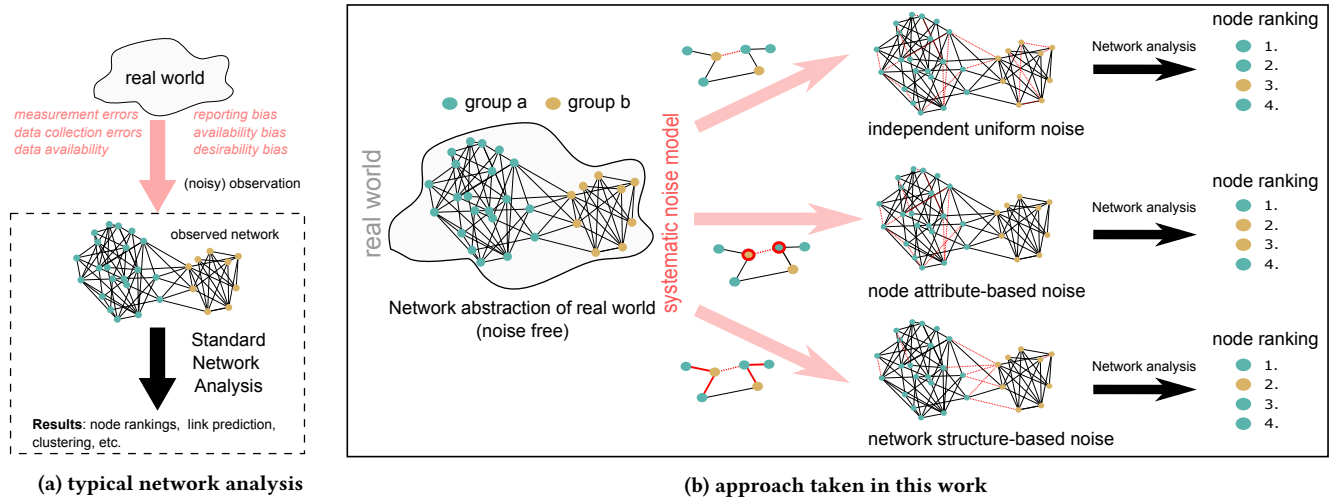 real world
measurement errors
data collection errors
data availability
reporting bias
availability bias
desirability bias
(noisy) observation
observed network
Standard
Network
Analysis
Results: node rankings, link prediction,
clustering, etc.
(a) typical network analysis
real world
group a
group b
Network abstraction of real world
(noise free)
systematic noise model
independent uniform noise
Network analysis
node ranking
1.
2.
3.
4.
node attribute-based noise
Network analysis
node ranking
1.
2.
3.
4.
network structure-based noise
Network analysis
node ranking
1.
2.
3.
4.
(b) approach taken in this work